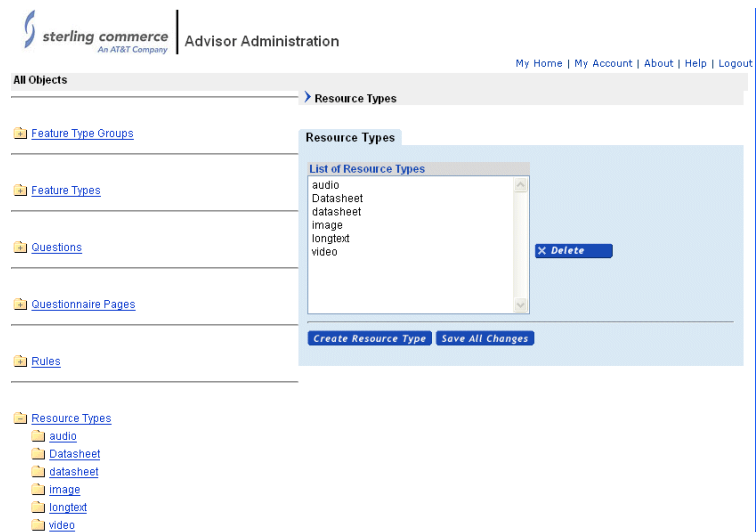 sterling commerce
An AT&T Company
Advisor Administration
My Home | My Account | About | Help | Logout
All Objects
Resource Types
Feature Type Groups
Feature Types
Questions
Questionnaire Pages
Rules
Resource Types
audio
Datasheet
datasheet
image
longtext
video
Resource Types
List of Resource Types
audio
Datasheet
datasheet
image
longtext
video
X Delete
Create Resource Type Save All Changes